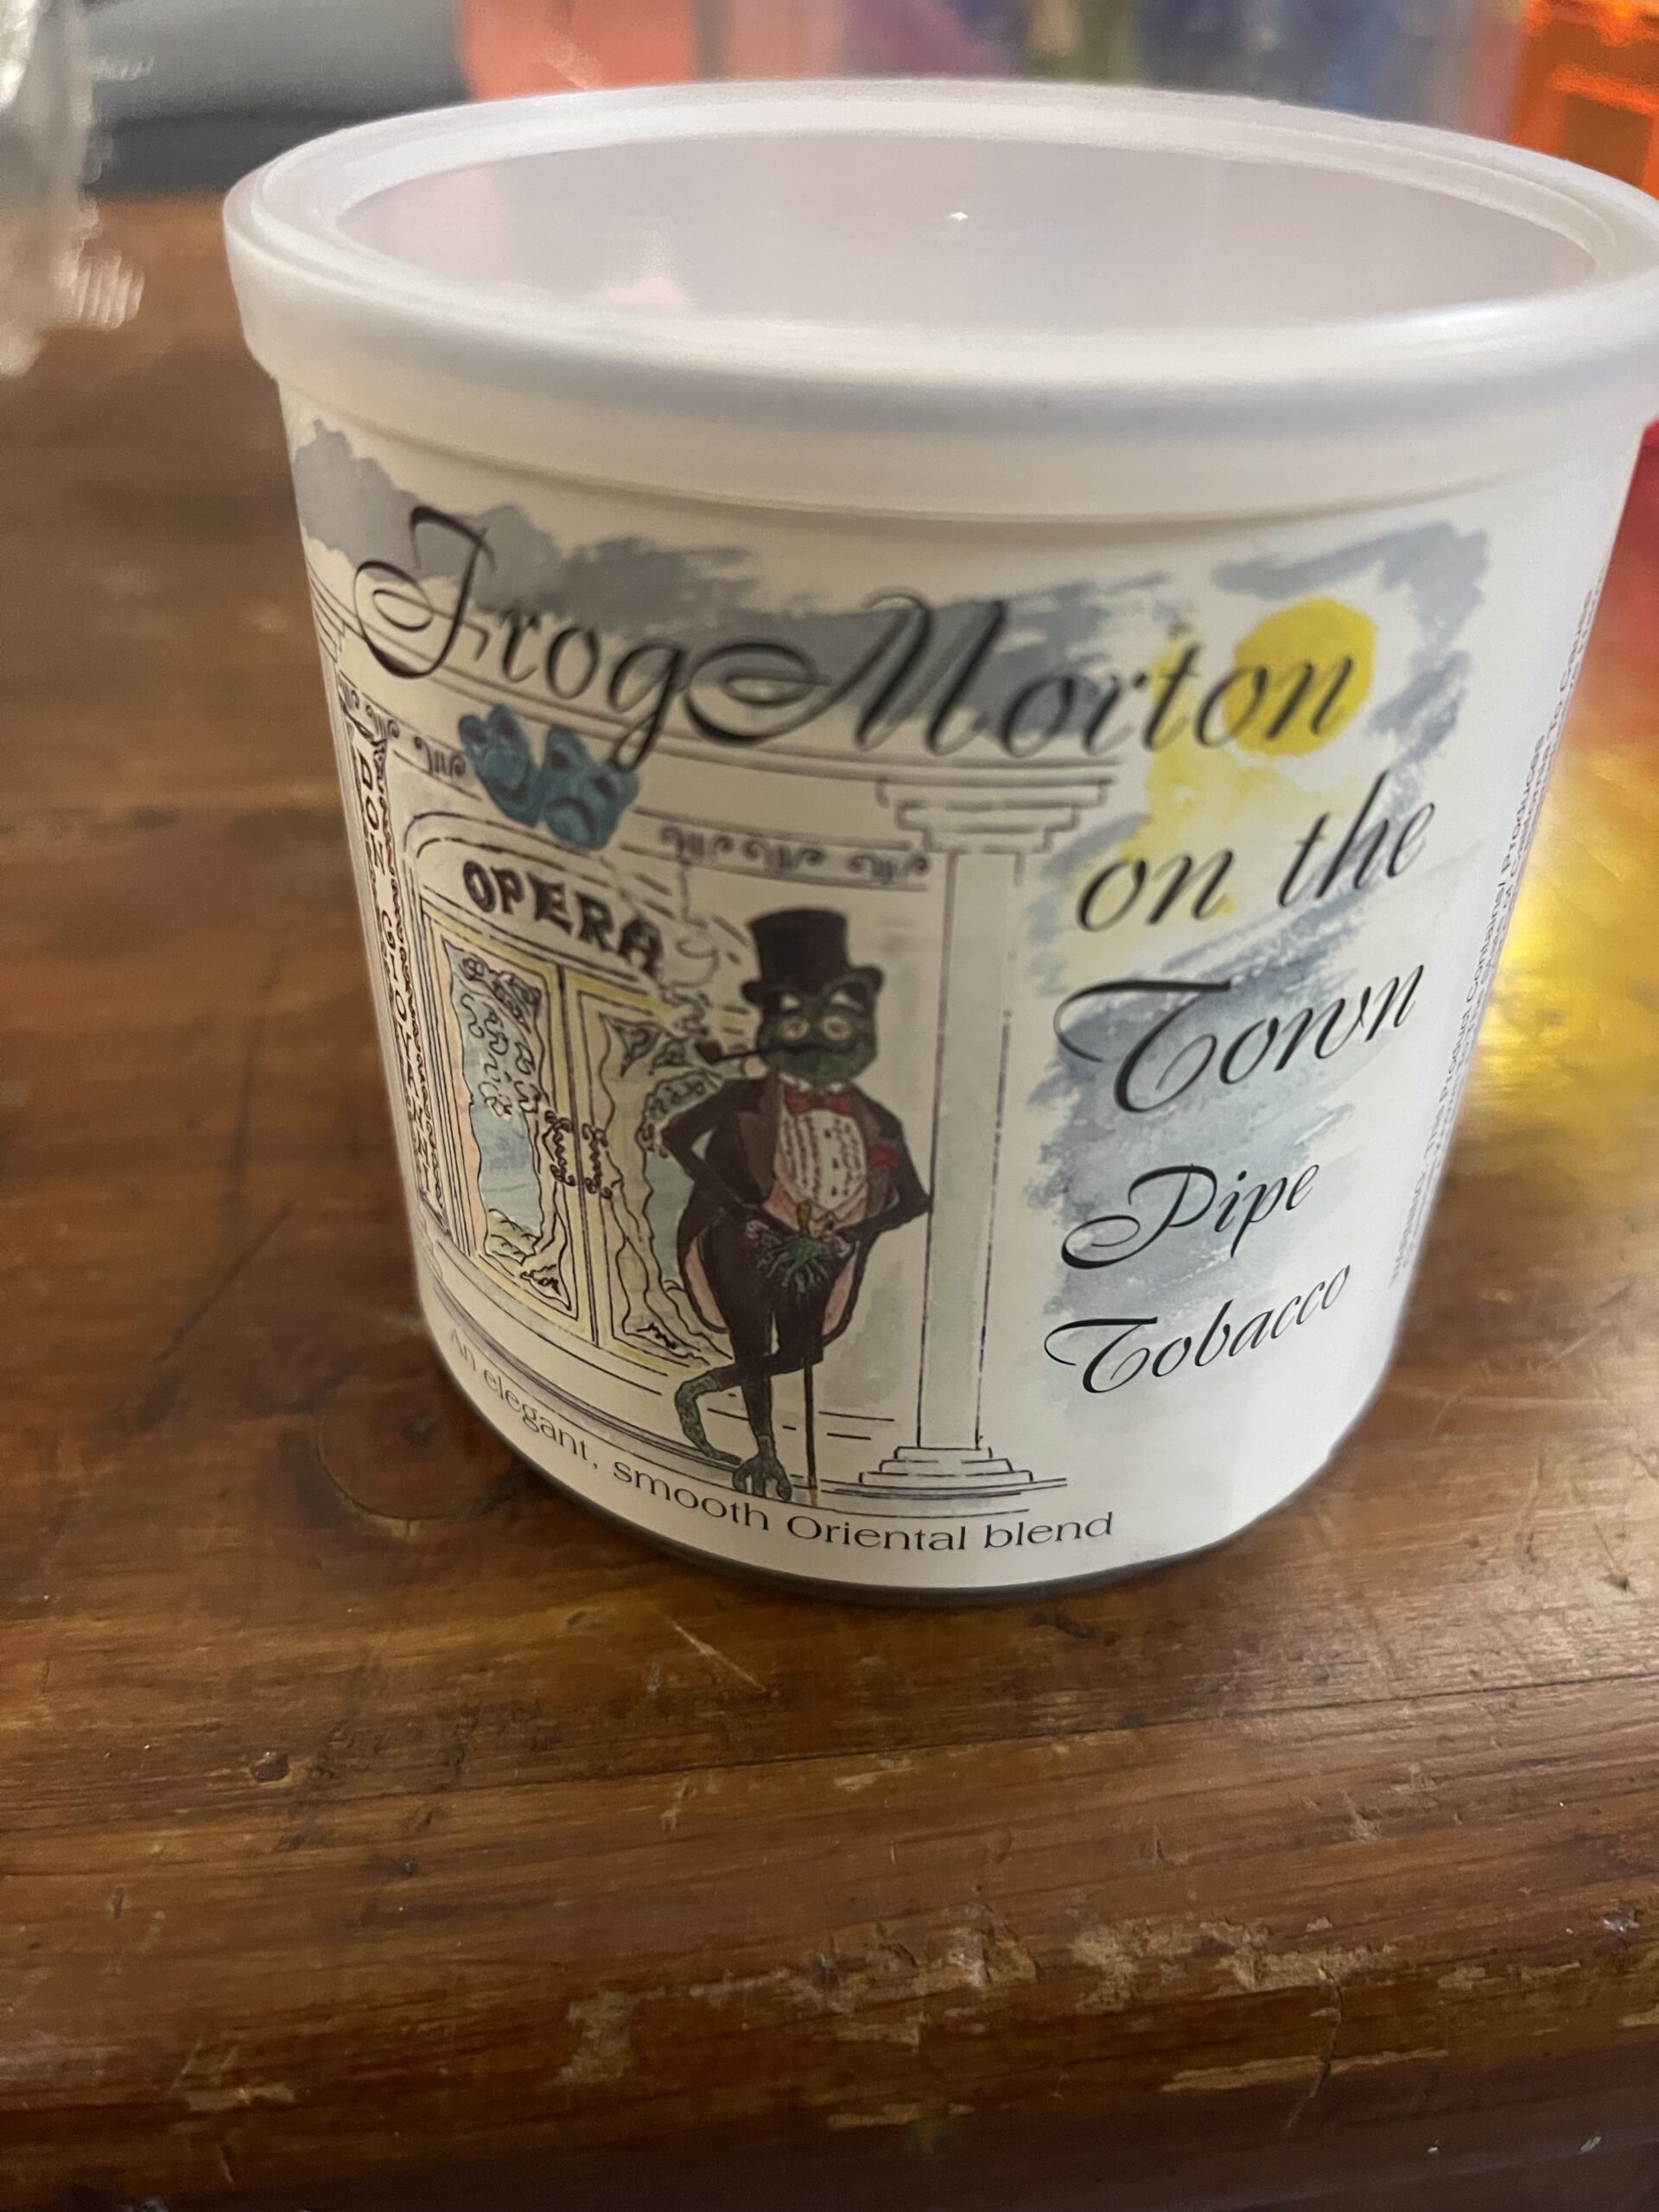 FrogMorton
on the
Town
Pipe
Tobacco
OPERA
An elegant, smooth Oriental blend